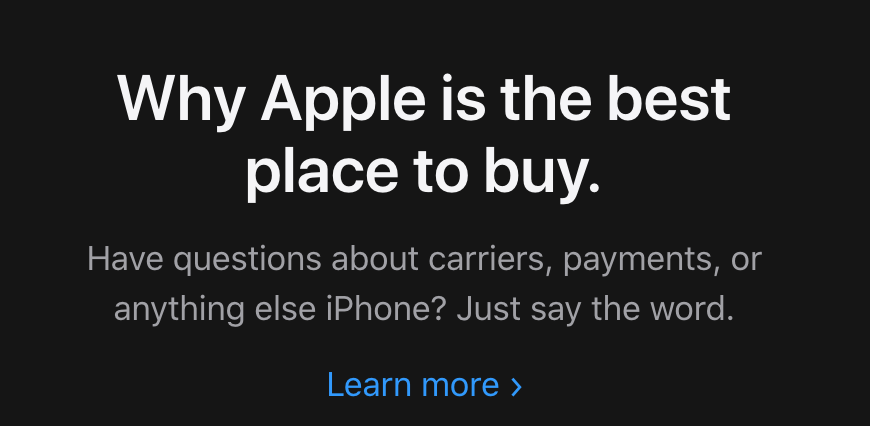 Why Apple is the best
place to buy.
Have questions about carriers, payments, or
anything else iPhone? Just say the word.
Learn more ›